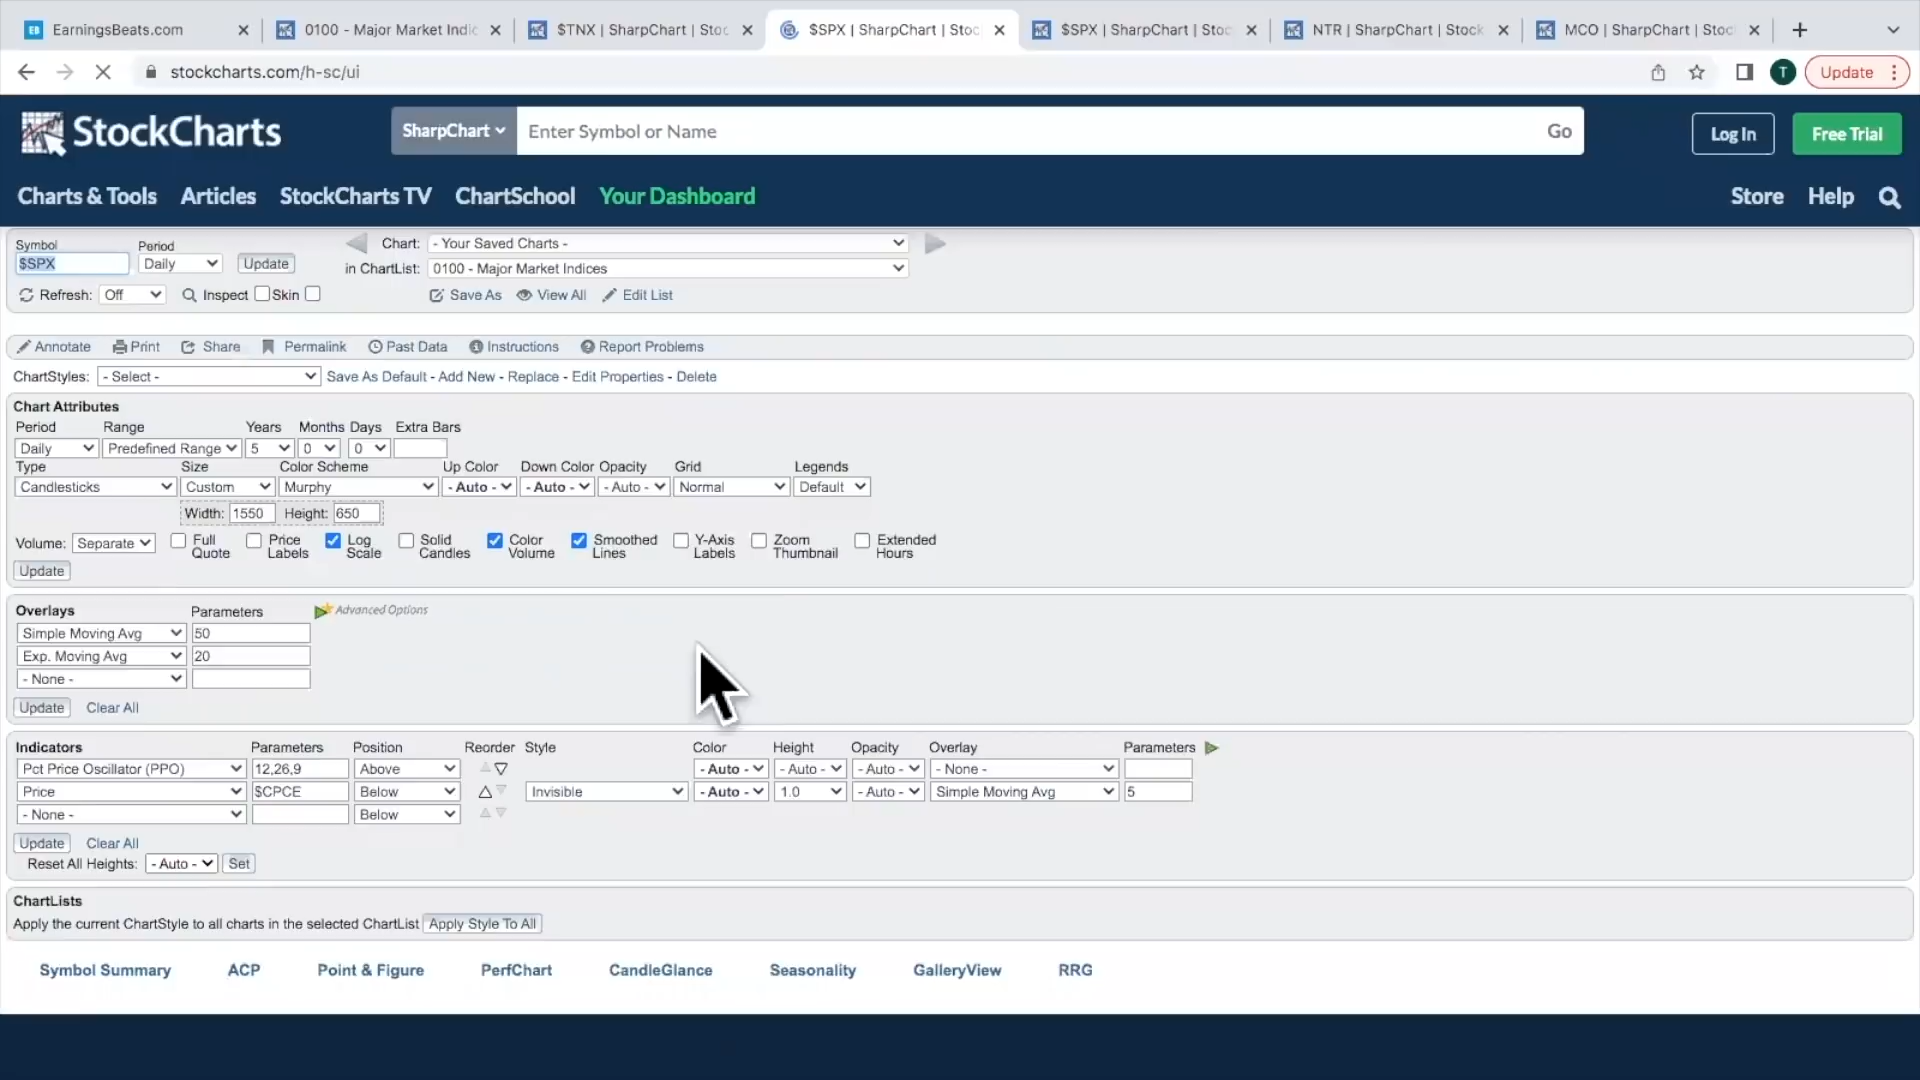 EB EarningsBeats.com
0100 - Major Market Indic
$TNX | SharpChart | Stoc
$SPX | SharpChart | Stoc
$SPX | SharpChart | Stoc
NTR | SharpChart | Stock
MCO | SharpChart | Stoc
stockcharts.com/h-sc/ui
T
Update
StockCharts
SharpChart
Enter Symbol or Name
Go
Log In
Free Trial
Charts & Tools Articles StockCharts TV ChartSchool Your Dashboard
Store Help
Symbol Period
Chart: - Your Saved Charts -
$SPX Daily Update
in ChartList: 0100 - Major Market Indices
Refresh: Off Inspect Skin
Save As View All Edit List
Annotate Print Share Permalink Past Data Instructions Report Problems
ChartStyles: - Select - Save As Default - Add New - Replace - Edit Properties - Delete
Chart Attributes
Period Range Years Months Days Extra Bars
Daily Predefined Range 5 0 0
Type Size Color Scheme Up Color Down Color Opacity Grid Legends
Candlesticks Custom Murphy - Auto - - Auto - - Auto - Normal Default
Width: 1550 Height: 650
Volume: Separate Full Quote Price Labels Log Scale Solid Candles Color Volume Smoothed Lines Y-Axis Labels Zoom Thumbnail Extended Hours
Update
Overlays Parameters Advanced Options
Simple Moving Avg 50
Exp. Moving Avg 20
- None -
Update Clear All
Indicators Parameters Position Reorder Style Color Height Opacity Overlay Parameters
Pct Price Oscillator (PPO) 12,26,9 Above - Auto - - Auto - - Auto - - None -
Price $CPCE Below Invisible - Auto - 1.0 - Auto - Simple Moving Avg 5
- None - Below
Update Clear All
Reset All Heights: - Auto - Set
ChartLists
Apply the current ChartStyle to all charts in the selected ChartList Apply Style To All
Symbol Summary ACP Point & Figure PerfChart CandleGlance Seasonality GalleryView RRG